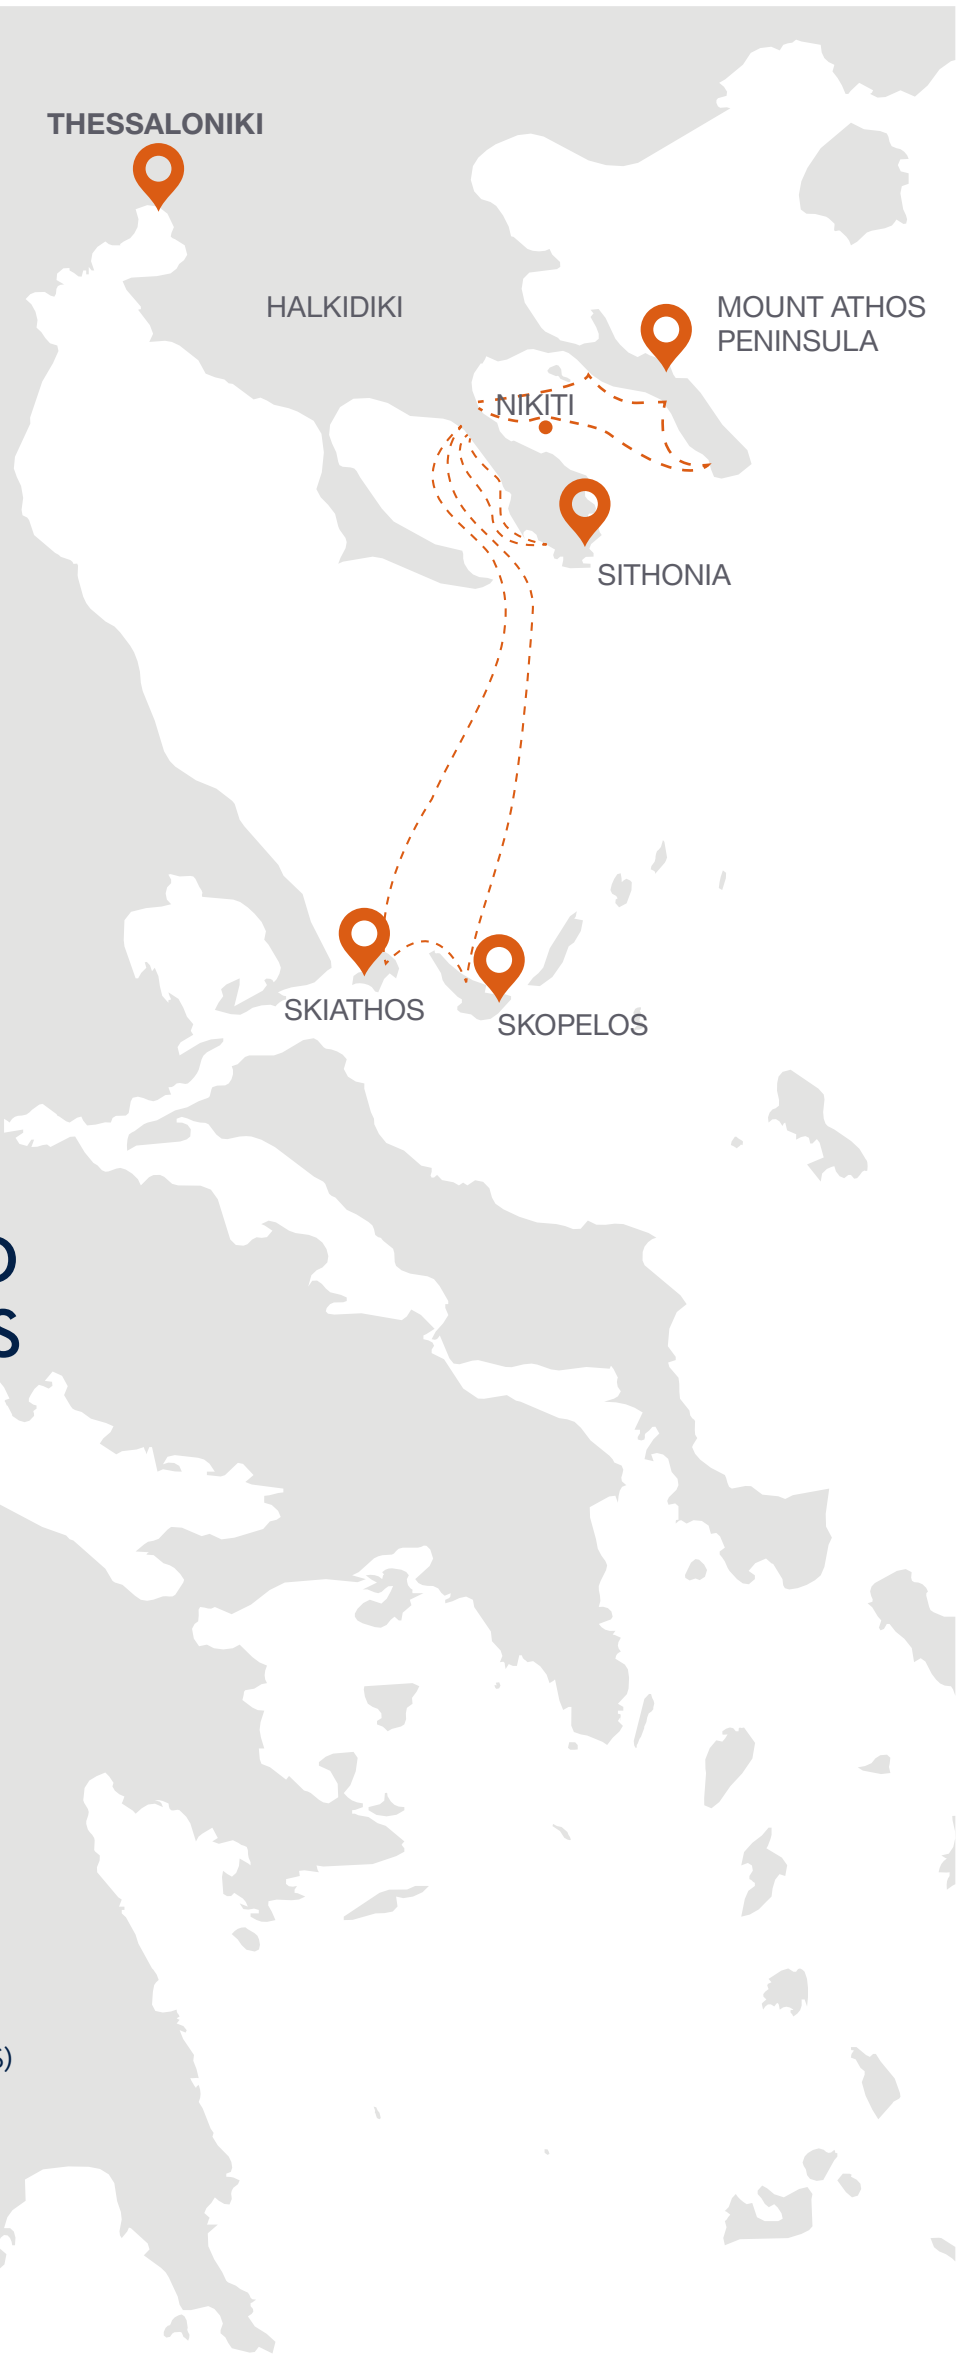 THESSALONIKI
HALKIDIKI
MOUNT ATHOS
PENINSULA
NIKITI
SITHONIA
SKIATHOS
SKOPELOS
S
S)